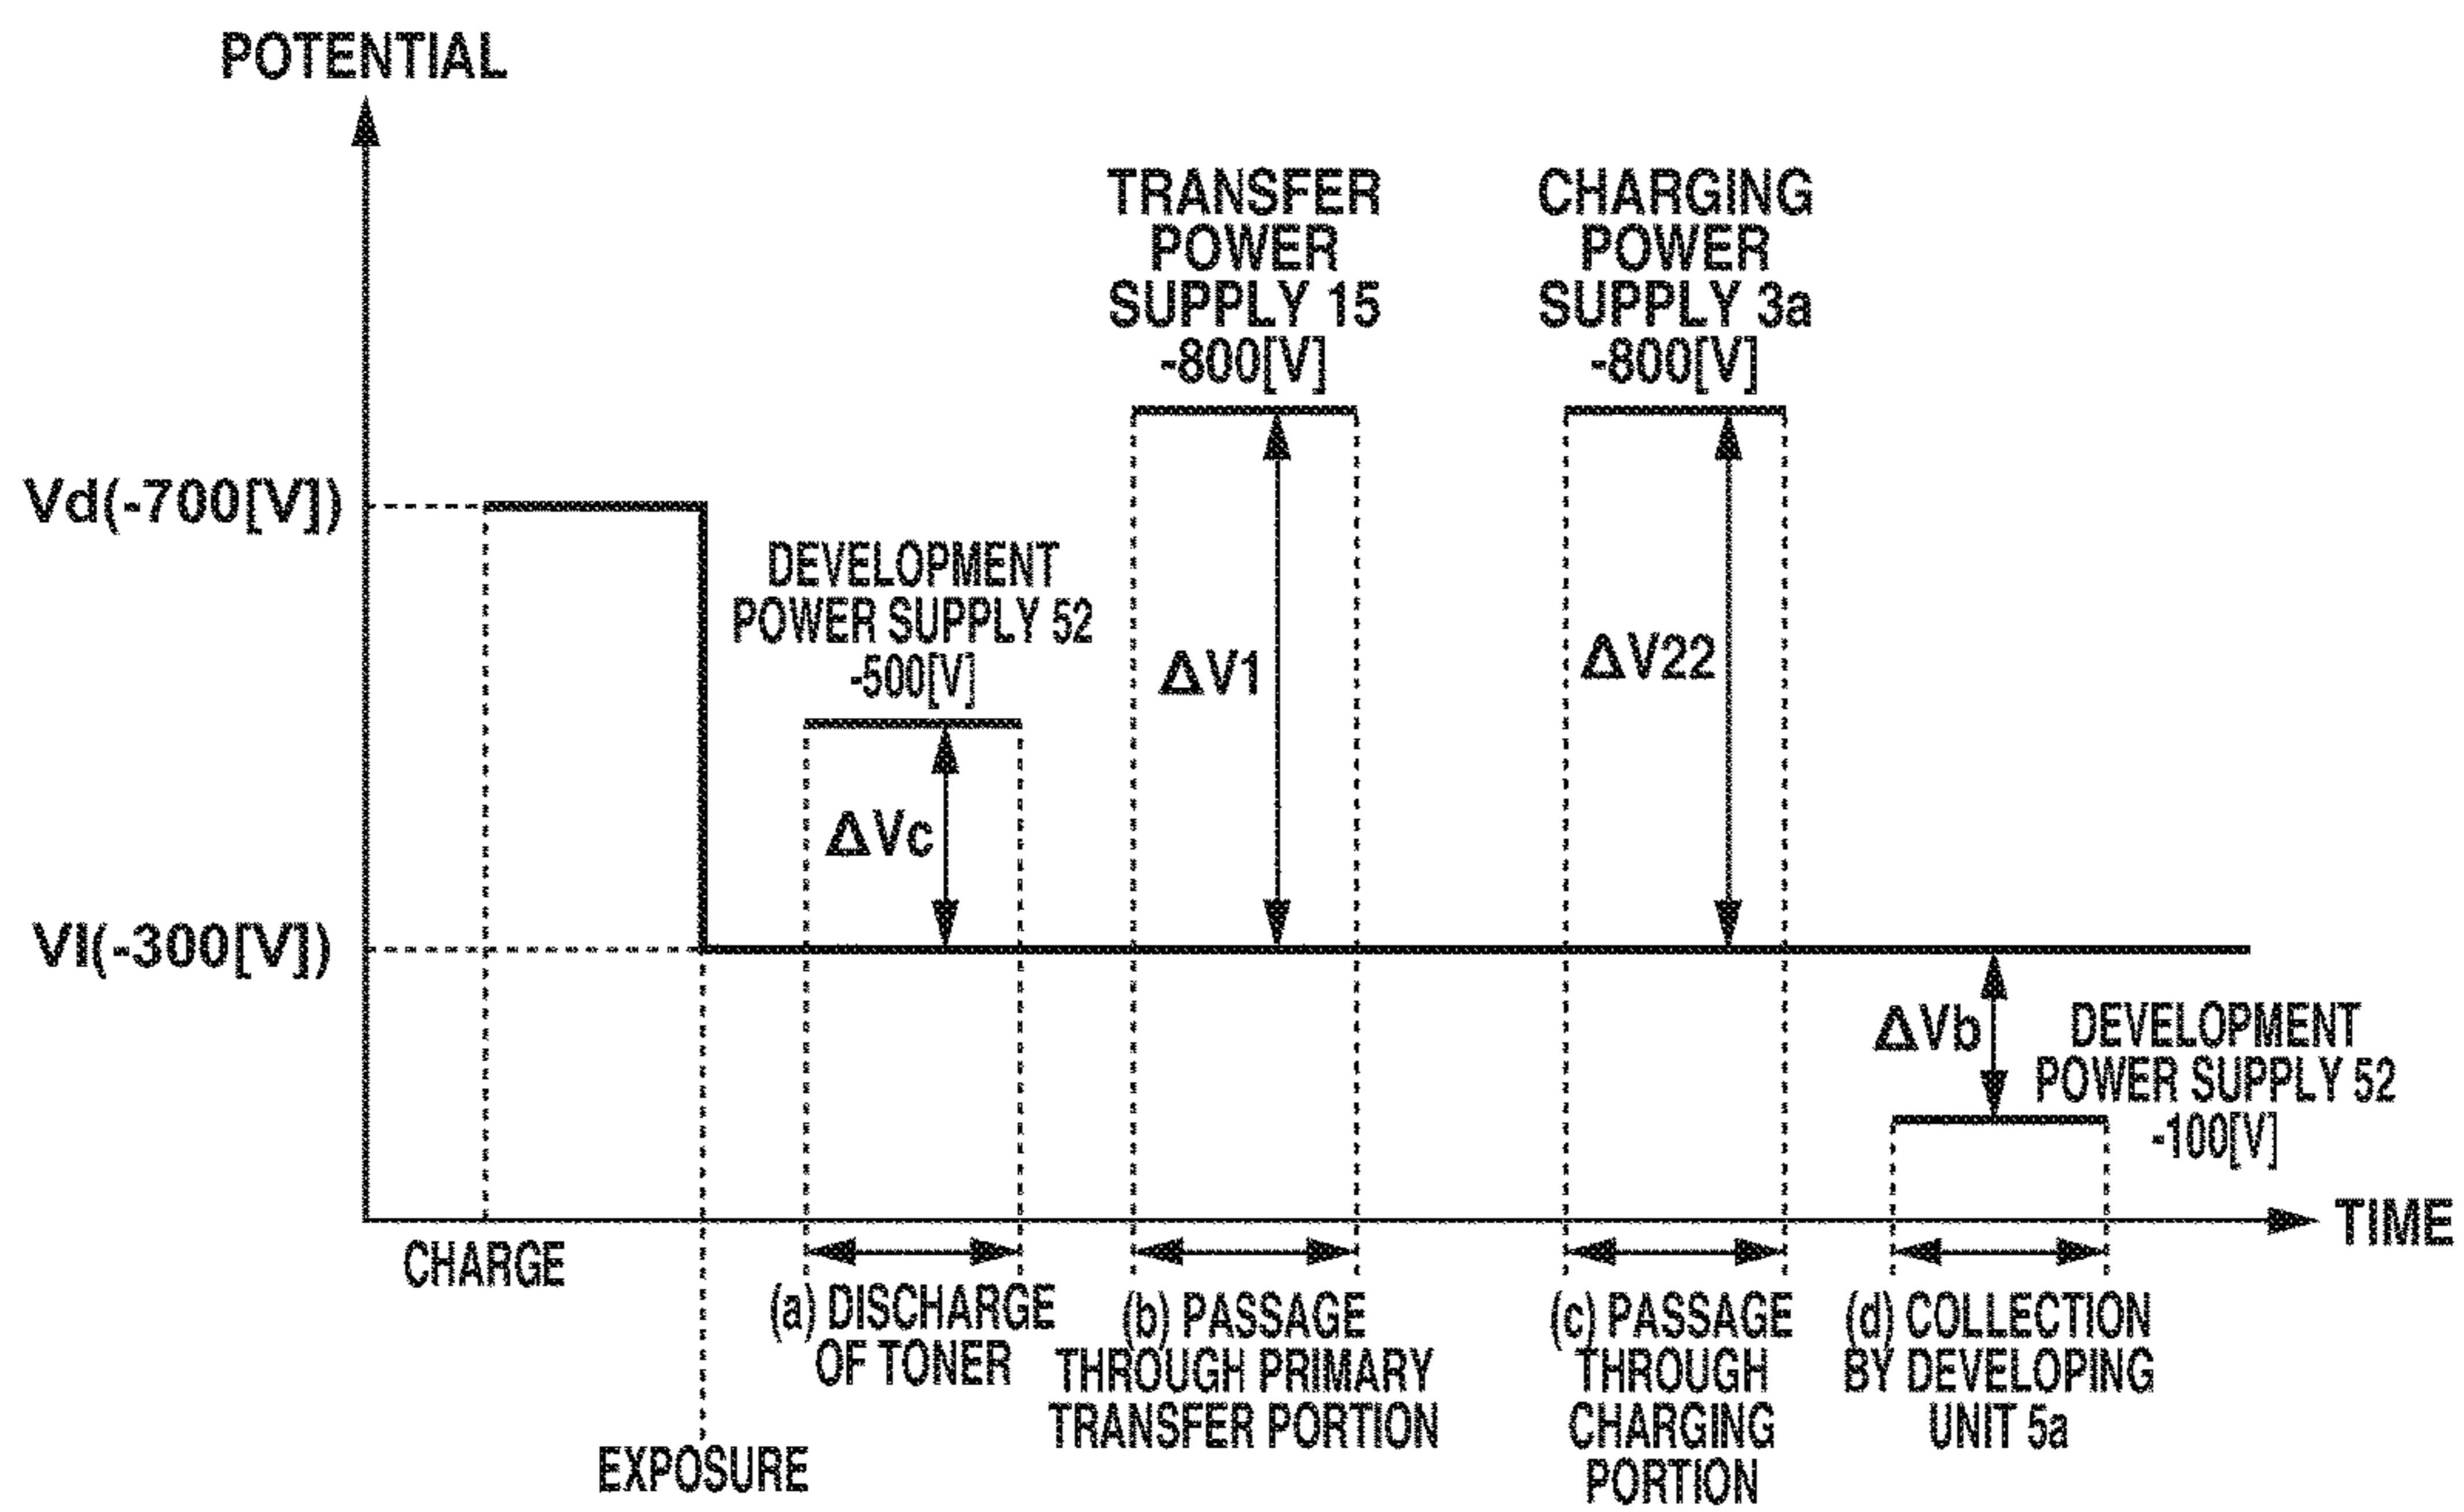 POTENTIAL
TRANSFER
POWER
SUPPLY 15
-800[V]
CHARGING
POWER
SUPPLY 3a
-800[V]
Vd(-700[V])
DEVELOPMENT
POWER SUPPLY 52
-500[V]
ΔV1
ΔV22
ΔVc
Vl(-300[V])
ΔVb
DEVELOPMENT
POWER SUPPLY 52
-100[V]
TIME
CHARGE
EXPOSURE
(a) DISCHARGE
OF TONER
(b) PASSAGE
THROUGH PRIMARY
TRANSFER PORTION
(c) PASSAGE
THROUGH
CHARGING
PORTION
(d) COLLECTION
BY DEVELOPING
UNIT 5a